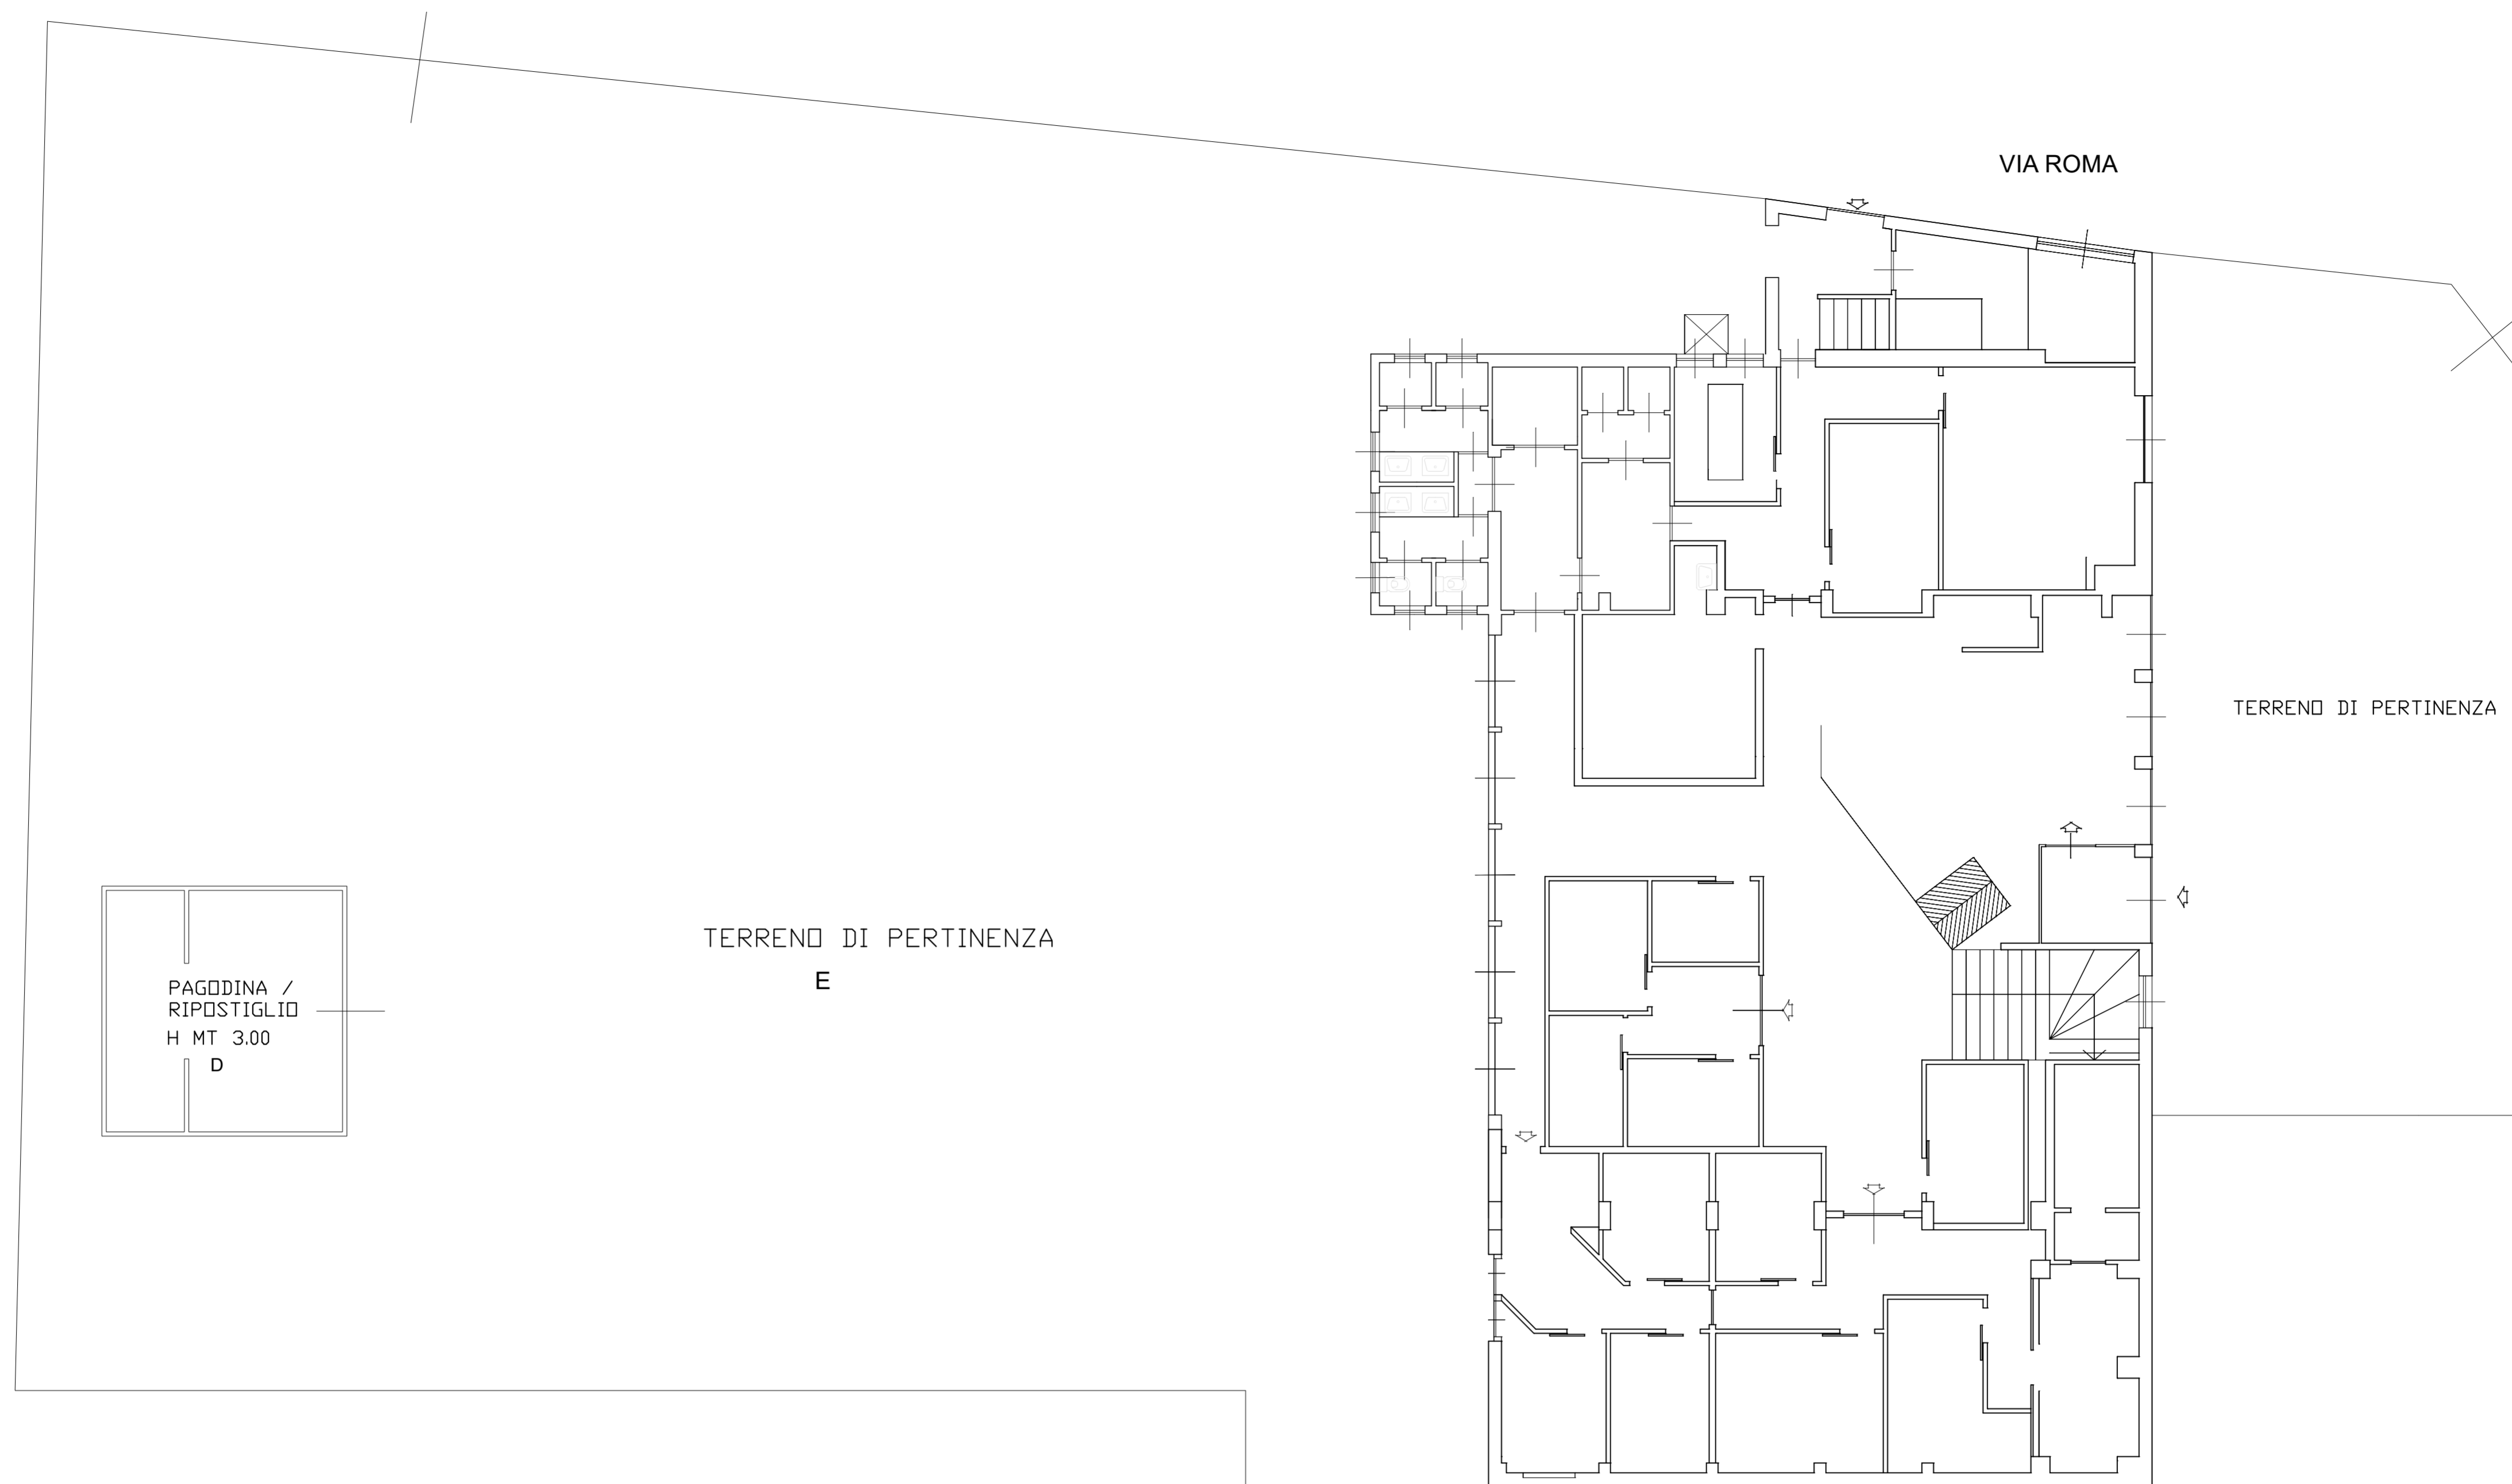 VIA ROMA
TERRENO DI PERTINENZA
TERRENO DI PERTINENZA
E
PAGODINA /
RIPOSTIGLIO
H MT 3.00
D